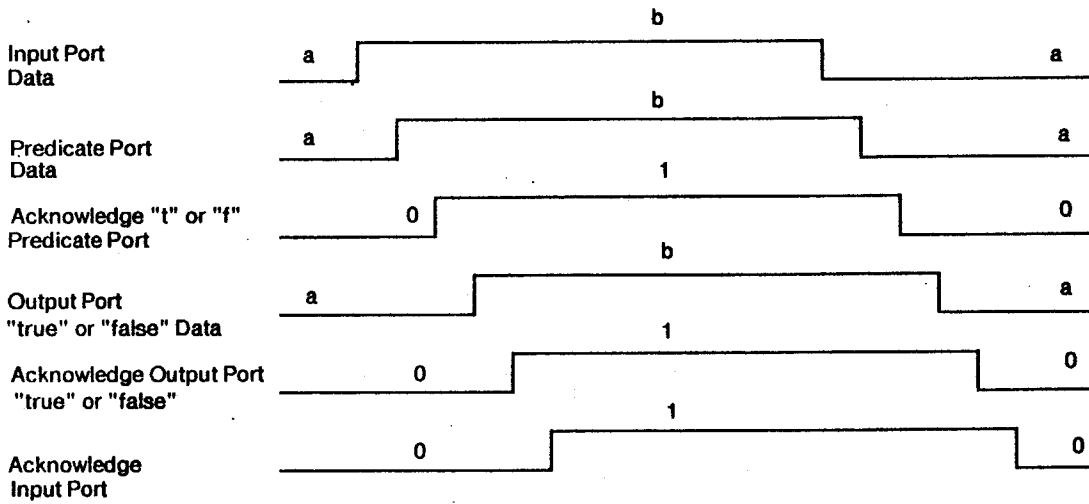 b
Input Port a a
Data
b
Predicate Port a a
Data
1
Acknowledge "t" or "f" 0 0
Predicate Port
b
Output Port a a
"true" or "false" Data
1
Acknowledge Output Port 0 0
"true" or "false"
1
Acknowledge 0 0
Input Port